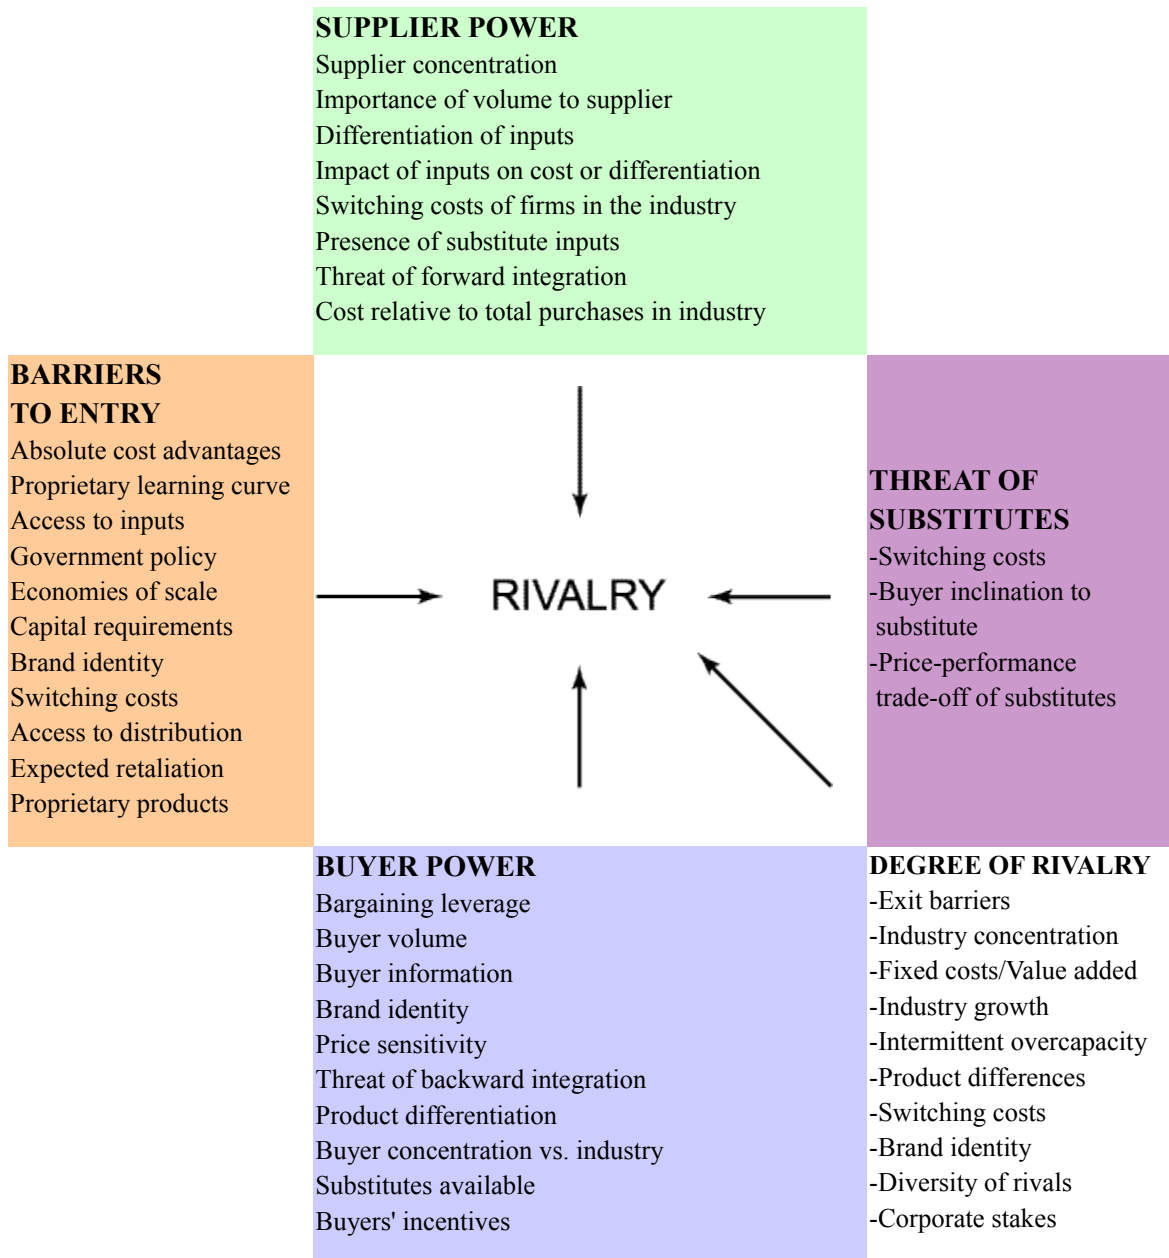 SUPPLIER POWER
Supplier concentration
Importance of volume to supplier
Differentiation of inputs
Impact of inputs on cost or differentiation
Switching costs of firms in the industry
Presence of substitute inputs
Threat of forward integration
Cost relative to total purchases in industry
BARRIERS
TO ENTRY
Absolute cost advantages
Proprietary learning curve
Access to inputs
Government policy
Economies of scale
Capital requirements
Brand identity
Switching costs
Access to distribution
Expected retaliation
Proprietary products
RIVALRY
THREAT OF
SUBSTITUTES
-Switching costs
-Buyer inclination to
substitute
-Price-performance
trade-off of substitutes
BUYER POWER
Bargaining leverage
Buyer volume
Buyer information
Brand identity
Price sensitivity
Threat of backward integration
Product differentiation
Buyer concentration vs. industry
Substitutes available
Buyers' incentives
DEGREE OF RIVALRY
-Exit barriers
-Industry concentration
-Fixed costs/Value added
-Industry growth
-Intermittent overcapacity
-Product differences
-Switching costs
-Brand identity
-Diversity of rivals
-Corporate stakes